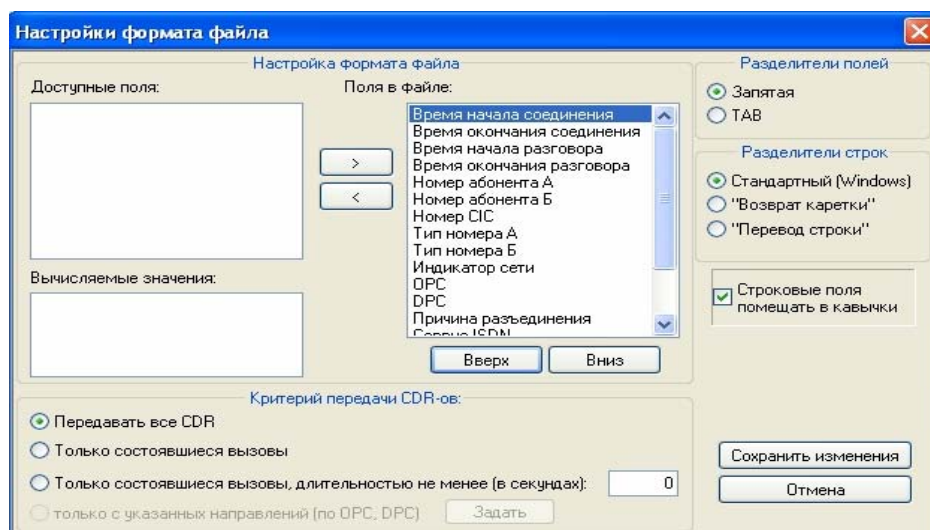 Настройки формата файла
Настройка формата файла
Доступные поля:
Поля в файле:
Время начала соединения
Время окончания соединения
Время начала разговора
Время окончания разговора
Номер абонента А
Номер абонента Б
Номер CIC
Тип номера А
Тип номера Б
Индикатор сети
OPC
DPC
Причина разъединения
Сервис ISDN
>
<
Вычисляемые значения:
Вверх
Вниз
Разделители полей
Запятая
TAB
Разделители строк
Стандартный (Windows)
"Возврат каретки"
"Перевод строки"
Строковые поля
помещать в кавычки
Критерий передачи CDR-ов:
Передавать все CDR
Только состоявшиеся вызовы
Только состоявшиеся вызовы, длительностью не менее (в секундах): 0
только с указанных направлений (по OPC, DPC) Задать
Сохранить изменения
Отмена